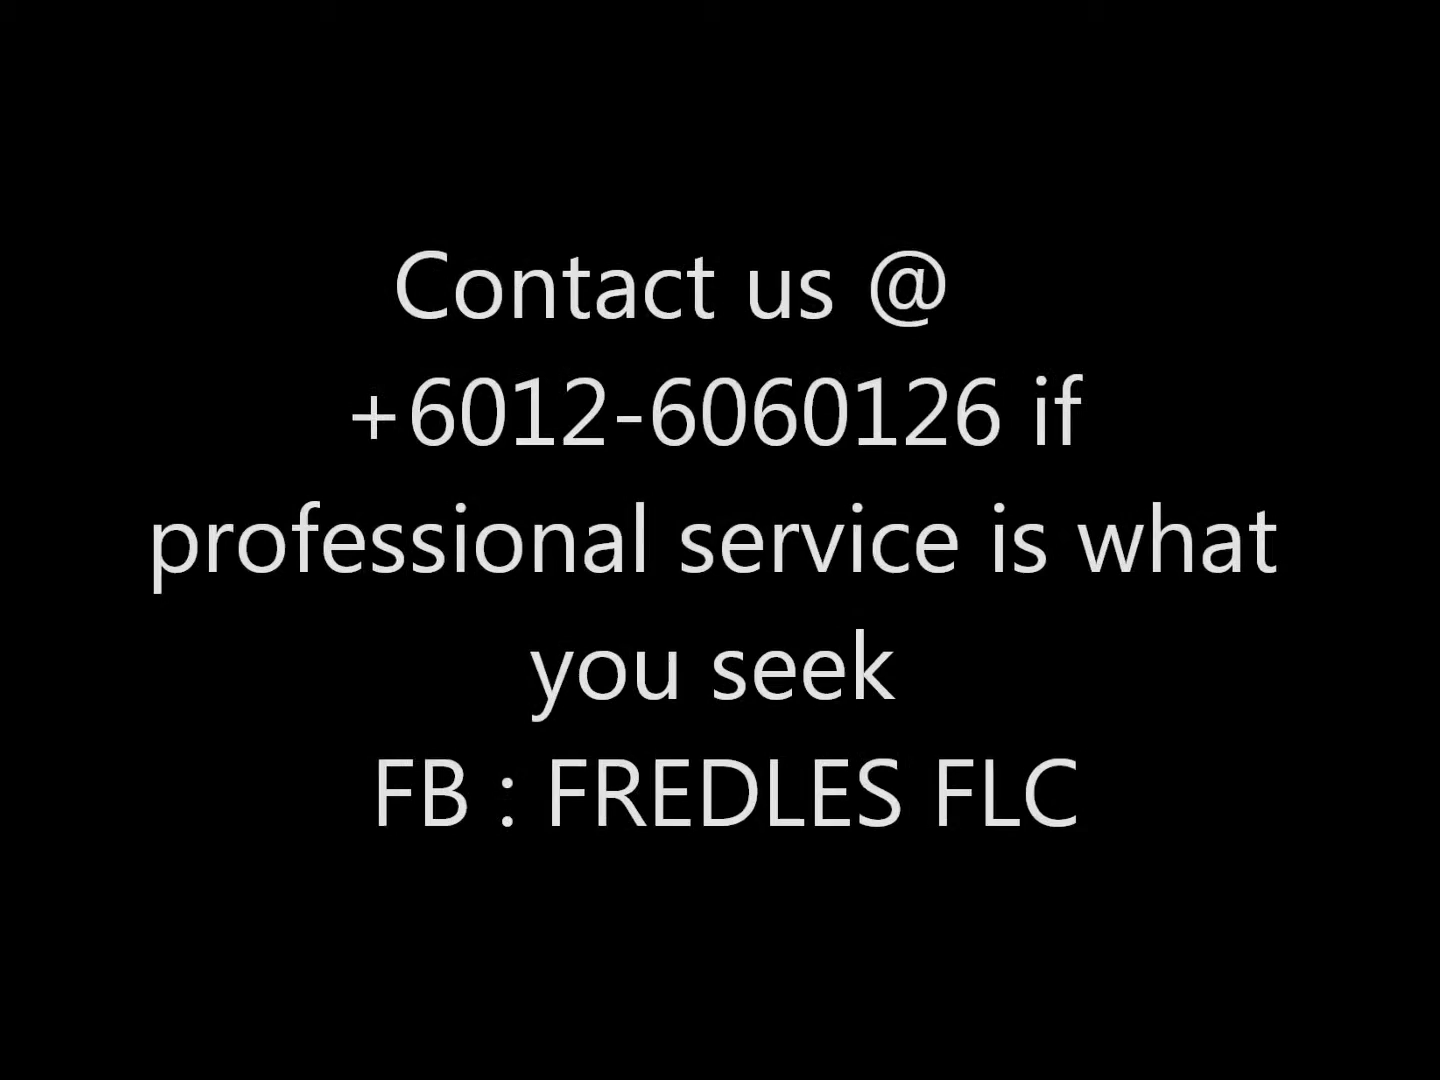 Contact us @
+6012-6060126 if
professional service is what
you seek
FB : FREDLES FLC